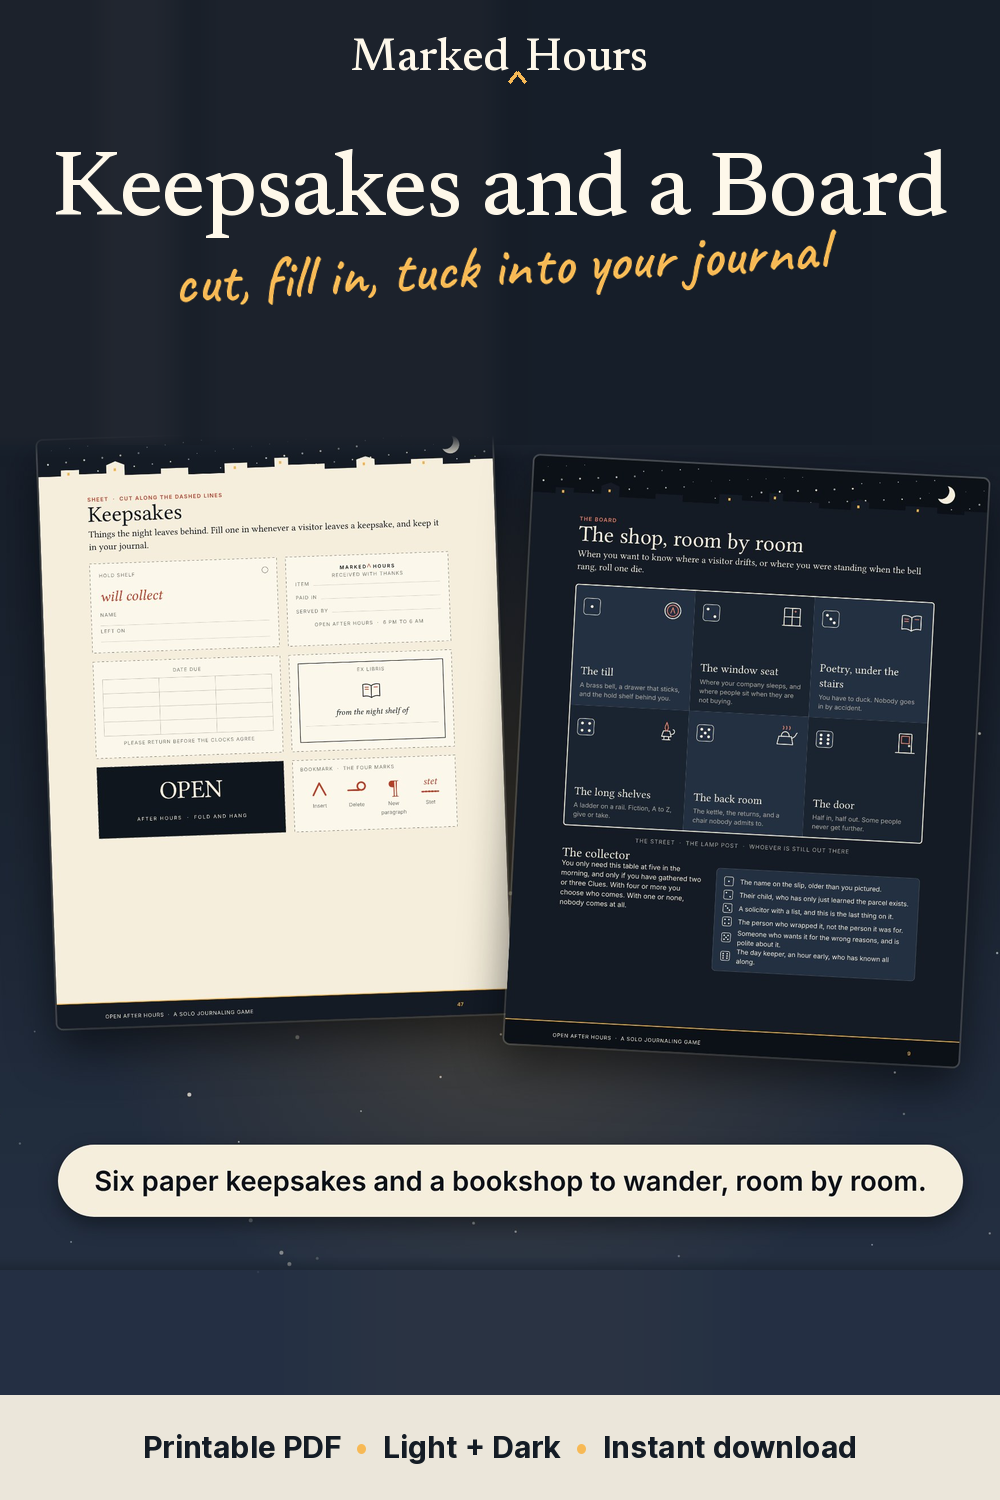 Marked^Hours
Keepsakes and a Board
cut, fill in, tuck into your journal
SHEET · CUT ALONG THE DASHED LINES
Keepsakes
Things the night leaves behind. Fill one in whenever a visitor leaves a keepsake, and keep it
in your journal.
HOLD SHELF
will collect
NAME
LEFT ON
MARKED^HOURS
RECEIVED WITH THANKS
ITEM
PAID IN
SERVED BY
OPEN AFTER HOURS · 6 PM TO 6 AM
DATE DUE
PLEASE RETURN BEFORE THE CLOCKS AGREE
EX LIBRIS
from the night shelf of
OPEN
AFTER HOURS · FOLD AND HANG
BOOKMARK · THE FOUR MARKS
¶
stet
Insert
Delete
New
paragraph
Stet
OPEN AFTER HOURS · A SOLO JOURNALING GAME
47
THE BOARD
The shop, room by room
When you want to know where a visitor drifts, or where you were standing when the bell
rang, roll one die.
The till
A brass bell, a drawer that sticks,
and the hold shelf behind you.
The window seat
Where your company sleeps, and
where people sit when they are
not buying.
Poetry, under the
stairs
You have to duck. Nobody goes
in by accident.
The long shelves
A ladder on a rail. Fiction, A to Z,
give or take.
The back room
The kettle, the returns, and a
chair nobody admits to.
The door
Half in, half out. Some people
never get further.
THE STREET · THE LAMP POST · WHOEVER IS STILL OUT THERE
The collector
You only need this table at five in the
morning, and only if you have gathered two
or three Clues. With four or more you
choose who comes. With one or none,
nobody comes at all.
The name on the slip, older than you pictured.
Their child, who has only just learned the parcel exists.
A solicitor with a list, and this is the last thing on it.
The person who wrapped it, not the person it was for.
Someone who wants it for the wrong reasons, and is
polite about it.
The day keeper, an hour early, who has known all
along.
OPEN AFTER HOURS · A SOLO JOURNALING GAME
Six paper keepsakes and a bookshop to wander, room by room.
Printable PDF • Light + Dark • Instant download